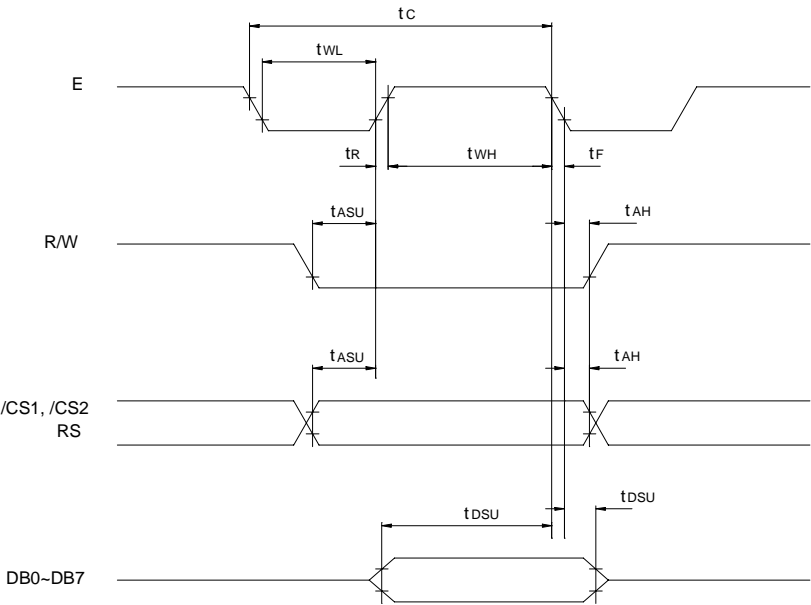 tC
tWL
E
tR
tWH
tF
tASU
tAH
R/W
tASU
tAH
/CS1, /CS2
RS
tDSU
tDSU
DB0~DB7